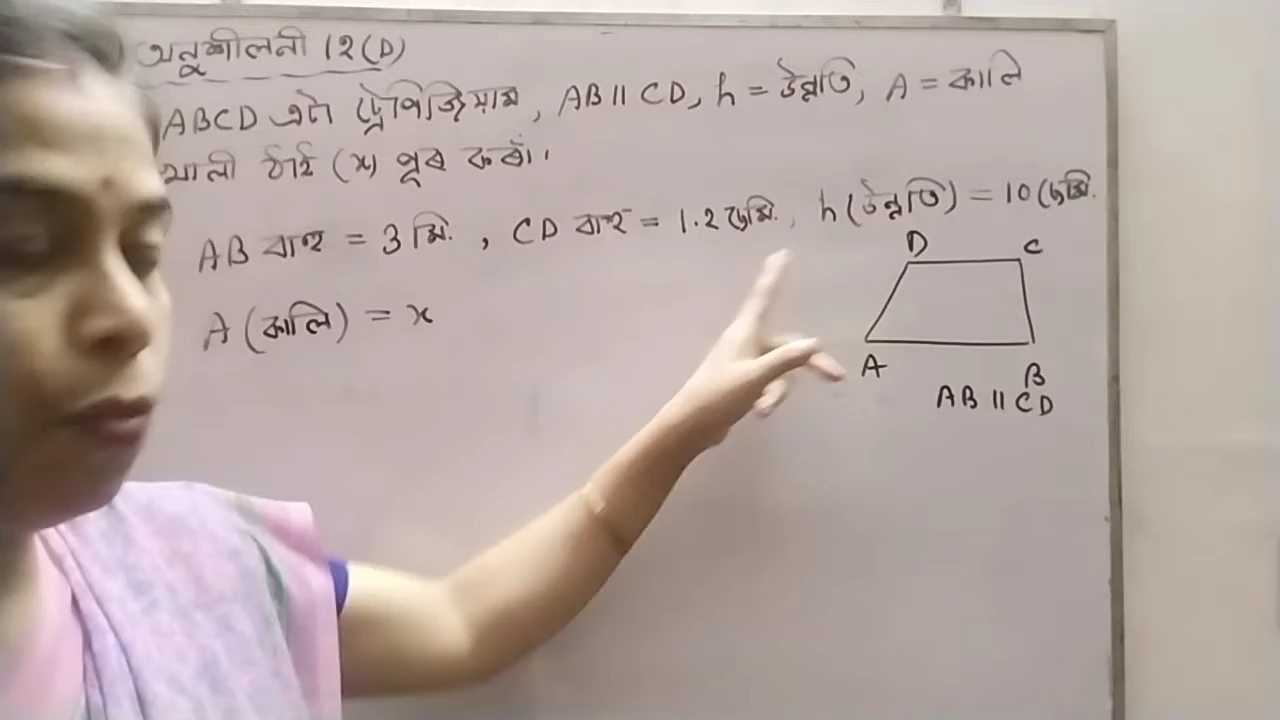 অনুশীলনী 12(D)
ABCD এটা ট্ৰেপিজিয়াম, AB || CD, h = উন্নতি, A = কালি
খালী ঠাই (x) পূৰ কৰাঁ।
AB বাহু = 3 মি. , CD বাহু = 1.2 ডেমি. , h (উন্নতি) = 10 ডেমি.
A (কালি) = x
D C
A B
AB || CD